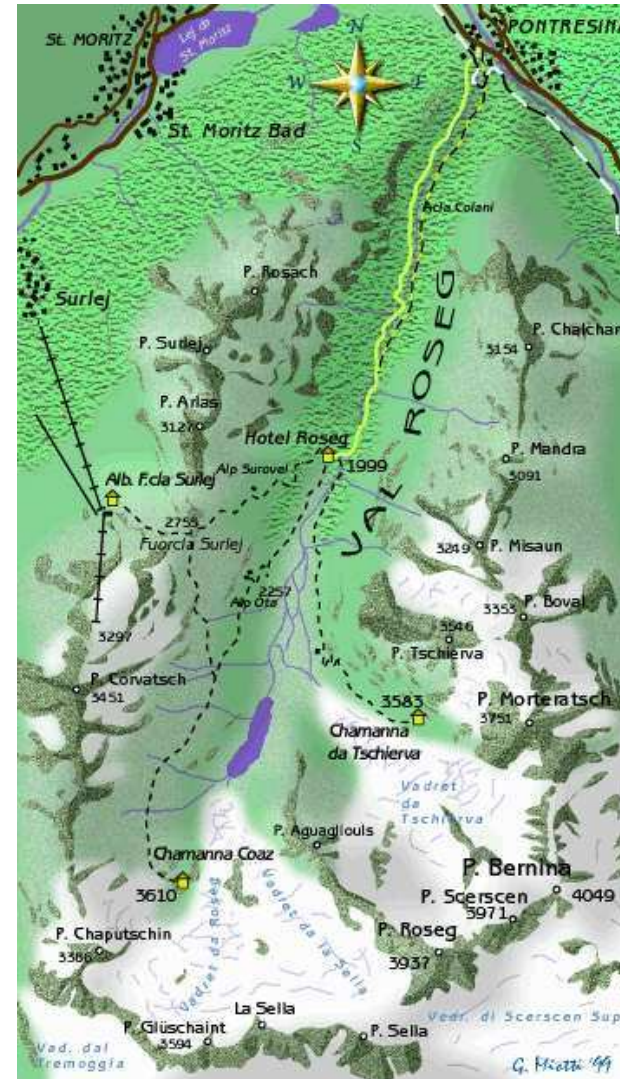 PONTRESINA
St. MORITZ
Lej da
St. Moritz
N
W
E
S
St. Moritz Bad
Acla Colani
P. Rosach
Surlej
P. Surlej
P. Chalchar
3154
P. Arlas
3127
VAL ROSEG
Hotel Roseg
1999
P. Mandra
3091
Alp Surovel
Alb. F.cla Surlej
2755
Fuorcla Surlej
3249
P. Misaun
2257
Alp Ota
3353
P. Boval
3546
P. Tschierva
3297
P. Corvatsch
3451
3583
P. Morteratsch
3751
Chamanna
da Tschierva
Vadret
da
Tschierva
P. Aguagliouls
Chamanna Coaz
3610
P. Bernina
4049
P. Scerscen
3971
Vadret da Roseg
Vadret da la Sella
P. Roseg
3937
P. Chaputschin
3386
La Sella
P. Glüschaint
3594
P. Sella
Vedr. di Scerscen Sup
Vad. dal
Tremoggia
G. Miotti '99